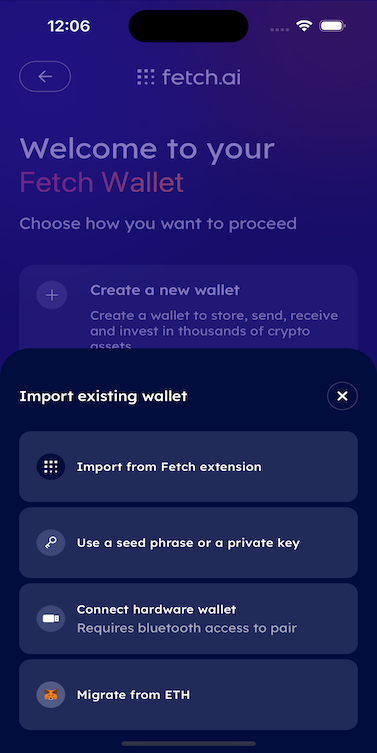 12:06
fetch.ai
Welcome to your
Fetch Wallet
Choose how you want to proceed
Create a new wallet
Create a wallet to store, send, receive
and invest in thousands of crypto
assets
Import existing wallet
Import from Fetch extension
Use a seed phrase or a private key
Connect hardware wallet
Requires bluetooth access to pair
Migrate from ETH